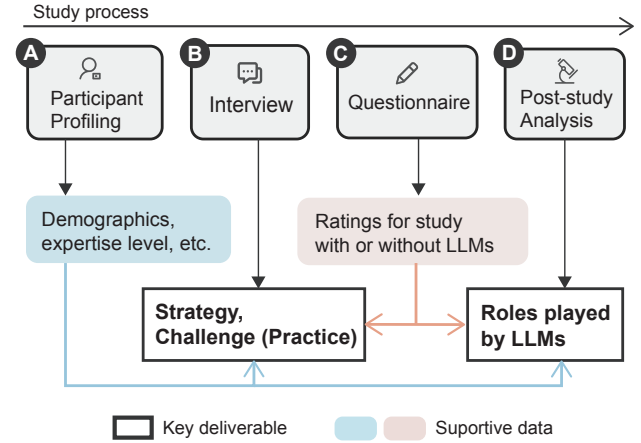 Study process
A
Participant
Profiling
B
Interview
C
Questionnaire
D
Post-study
Analysis
Demographics,
expertise level, etc.
Ratings for study
with or without LLMs
Strategy,
Challenge (Practice)
Roles played
by LLMs
Key deliverable
Suportive data